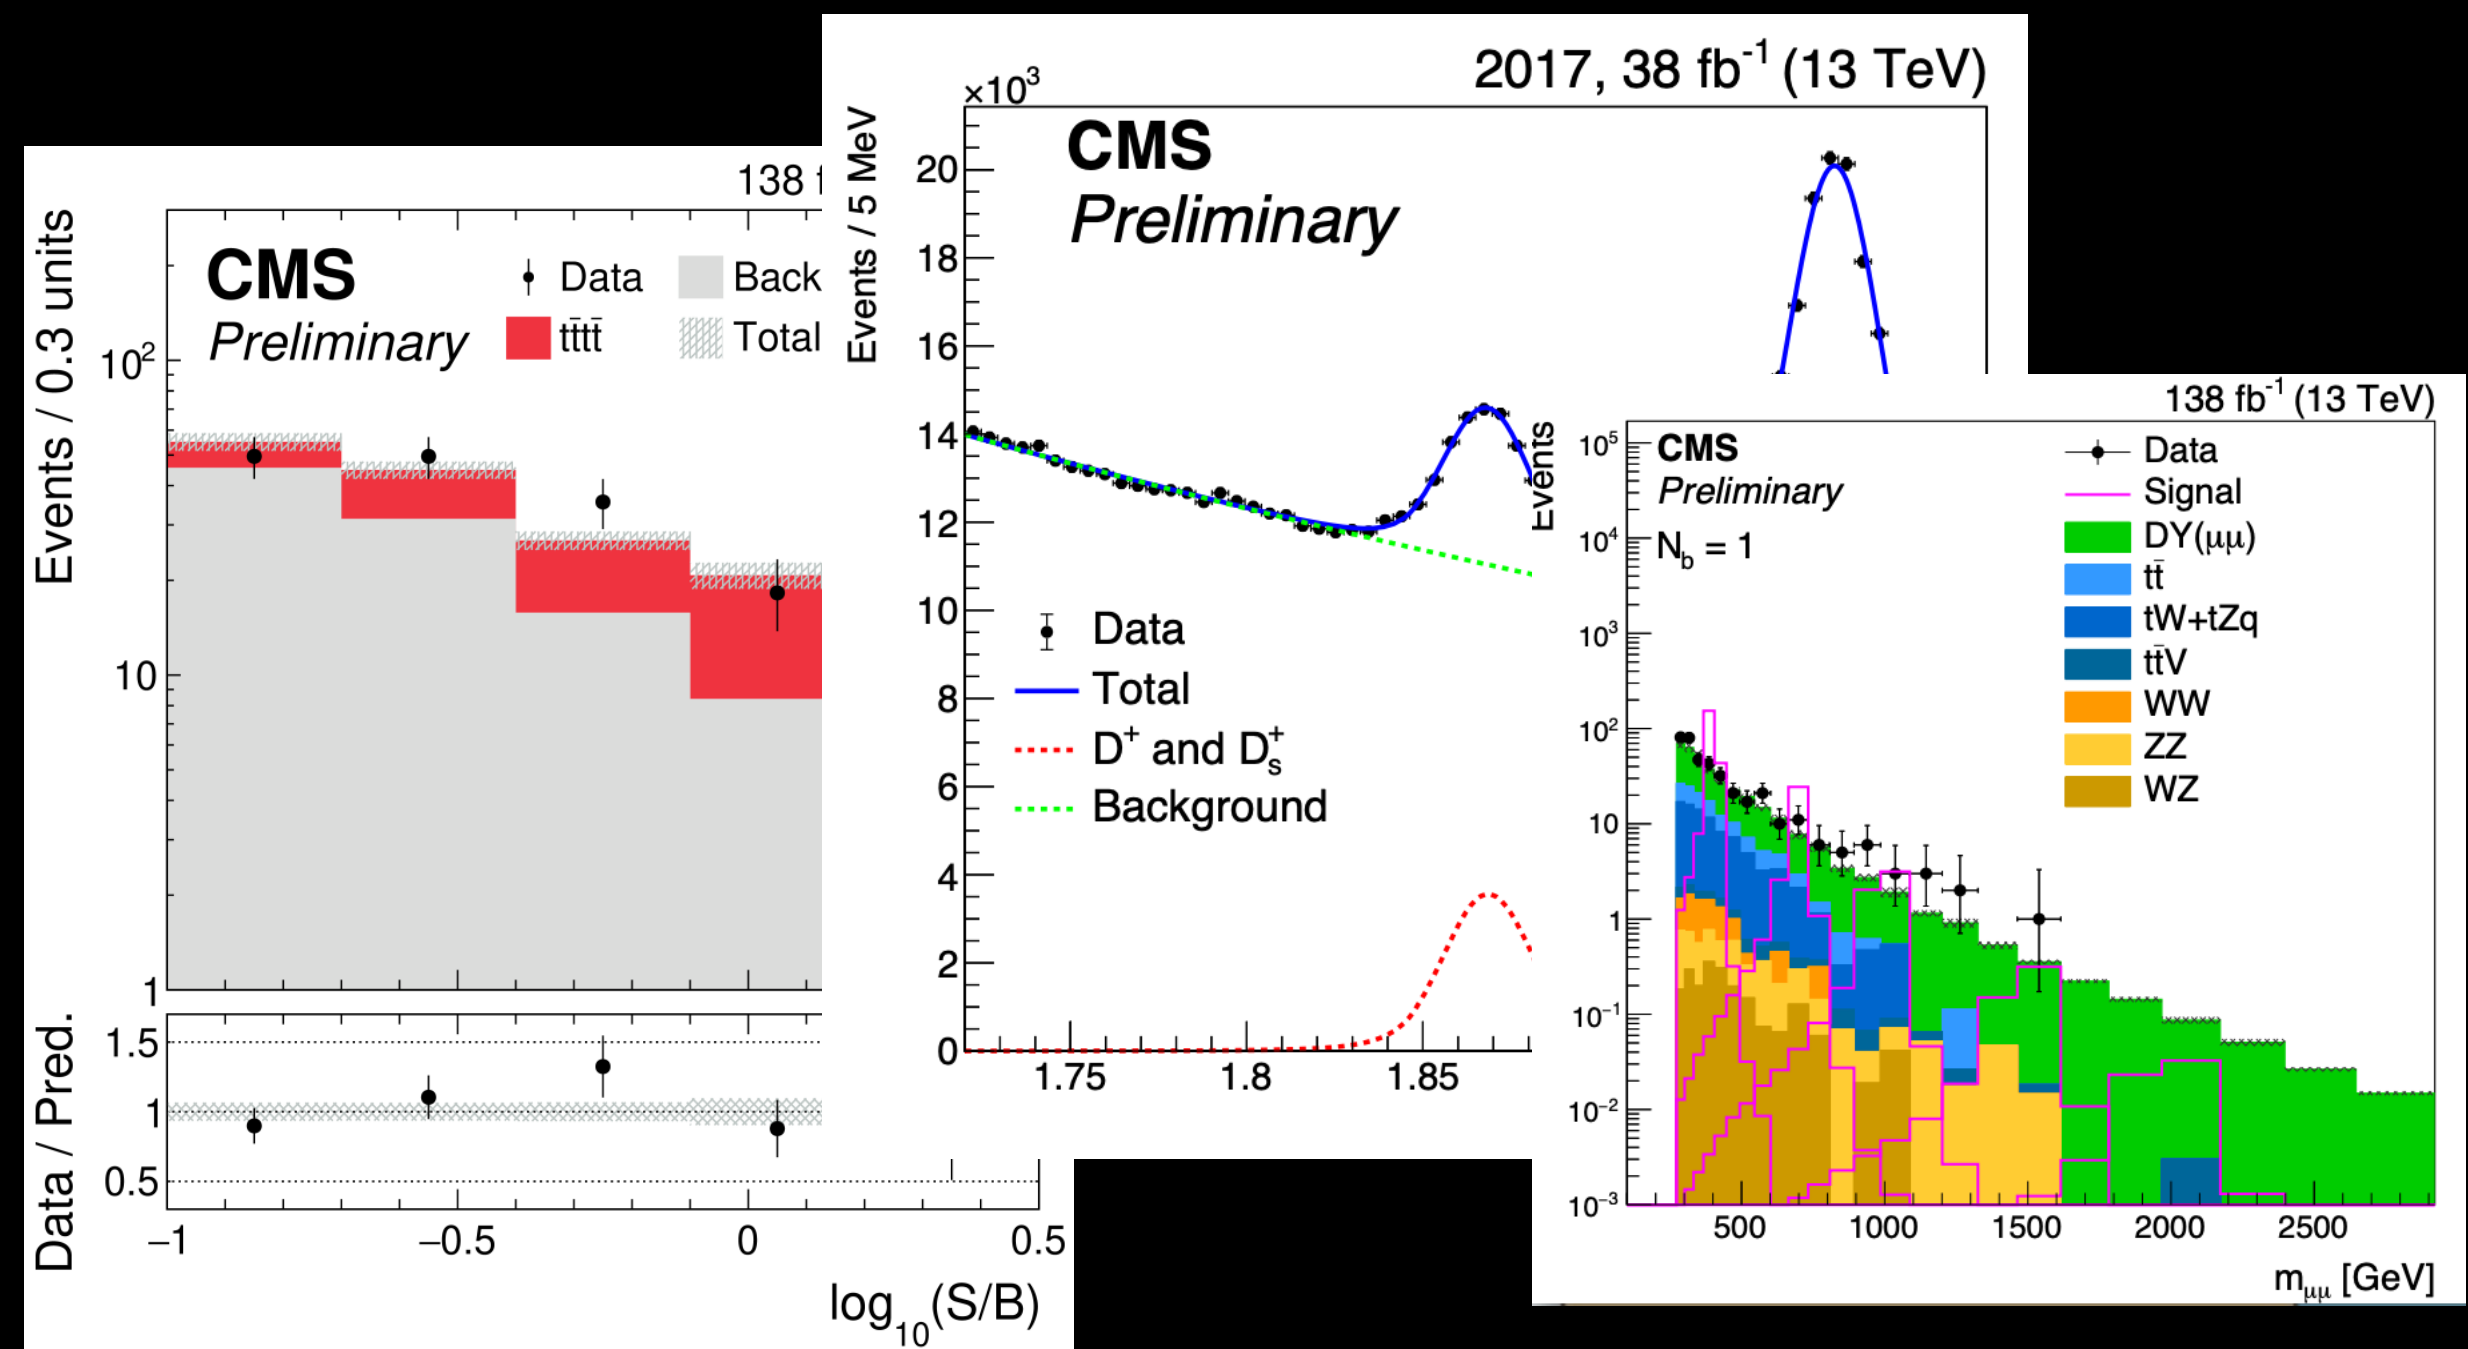 138 f
Events / 0.3 units
CMS
Preliminary
Data
Back
tt̄tt̄
Total
10²
10
1
Data / Pred.
1.5
1
0.5
−1
−0.5
0
0.5
log₁₀(S/B)
2017, 38 fb⁻¹ (13 TeV)
×10³
Events / 5 MeV
CMS
Preliminary
20
18
16
14
12
10
8
6
4
2
0
Data
Total
D⁺ and Dₛ⁺
Background
1.75
1.8
1.85
138 fb⁻¹ (13 TeV)
Events
CMS
Preliminary
N_b = 1
Data
Signal
DY(μμ)
tt̄
tW+tZq
tt̄V
WW
ZZ
WZ
10⁵
10⁴
10³
10²
10
1
10⁻¹
10⁻²
10⁻³
500
1000
1500
2000
2500
m_μμ [GeV]